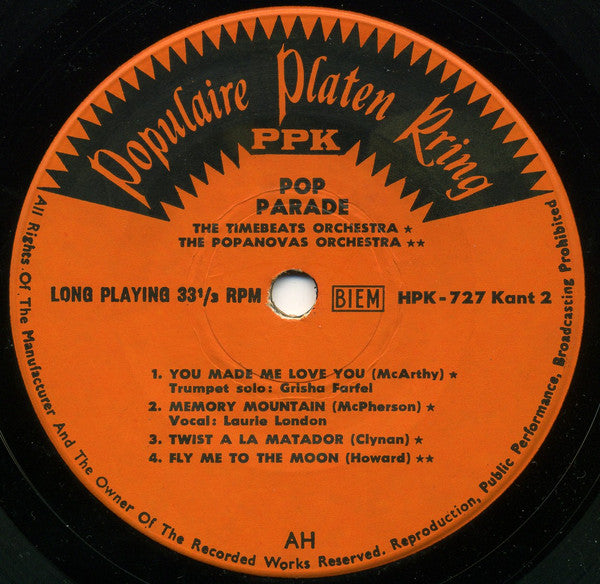 Populaire Platen Kring
PPK
POP
PARADE
THE TIMEBEATS ORCHESTRA ★
THE POPANOVAS ORCHESTRA ★★
LONG PLAYING 33 1/3 RPM
BIEM
HPK - 727 Kant 2
1. YOU MADE ME LOVE YOU (McArthy) ★
Trumpet solo: Grisha Farfel
2. MEMORY MOUNTAIN (McPherson) ★
Vocal: Laurie London
3. TWIST A LA MATADOR (Clynan) ★
4. FLY ME TO THE MOON (Howard) ★★
AH
All Rights Of The Manufacturer And The Owner Of The Recorded Works Reserved. Reproduction, Public Performance, Broadcasting Prohibited